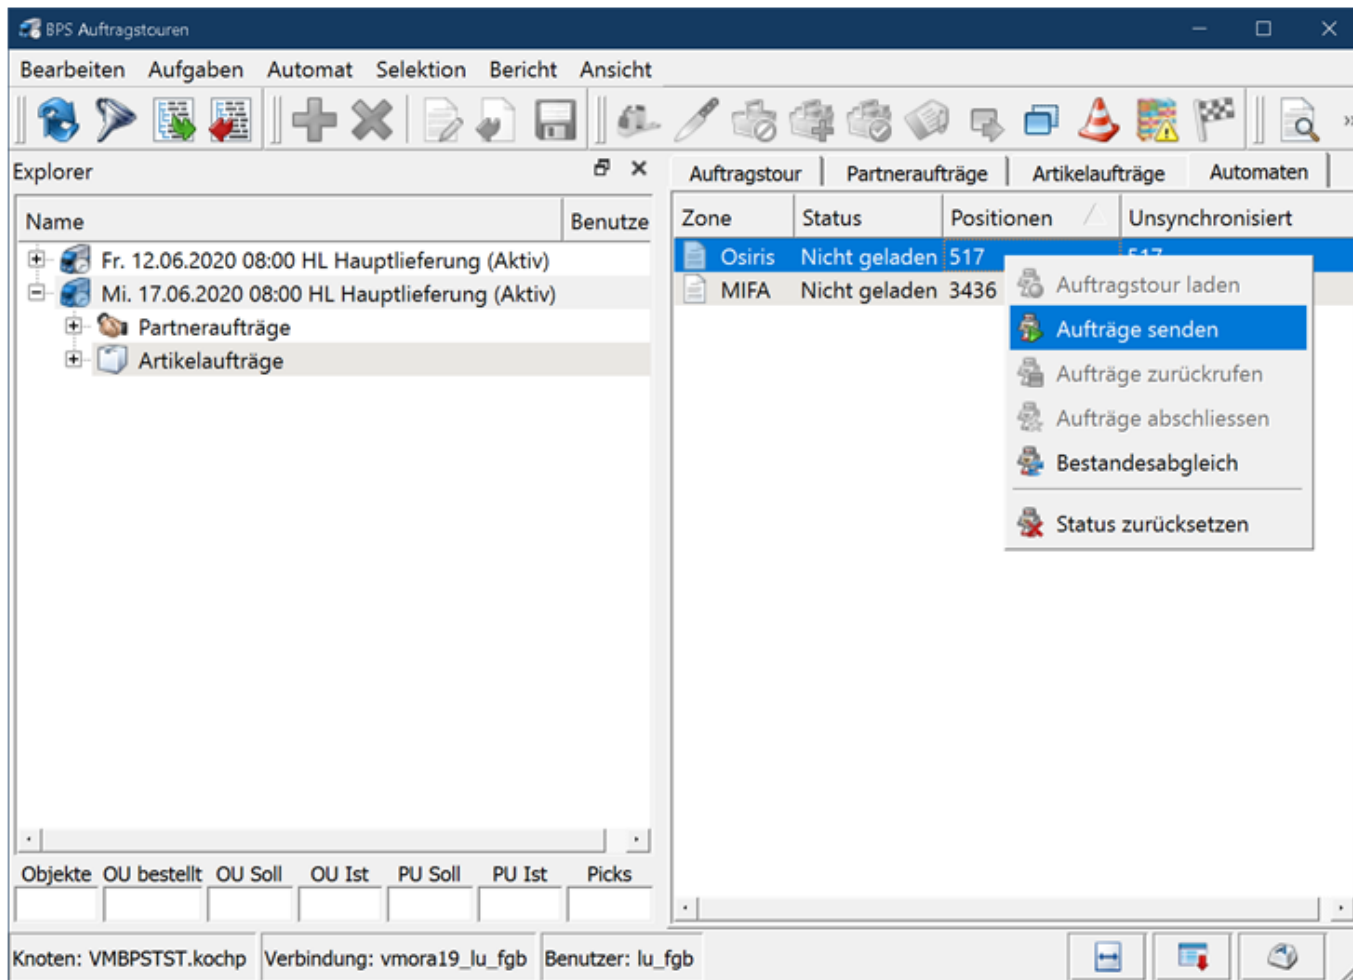 BPS Auftragstouren
Bearbeiten Aufgaben Automat Selektion Bericht Ansicht
Explorer
Name Benutze
Fr. 12.06.2020 08:00 HL Hauptlieferung (Aktiv)
Mi. 17.06.2020 08:00 HL Hauptlieferung (Aktiv)
Partneraufträge
Artikelaufträge
Auftragstour Partneraufträge Artikelaufträge Automaten
Zone Status Positionen Unsynchronisiert
Osiris Nicht geladen 517 517
MIFA Nicht geladen 3436
Auftragstour laden
Aufträge senden
Aufträge zurückrufen
Aufträge abschliessen
Bestandesabgleich
Status zurücksetzen
Objekte OU bestellt OU Soll OU Ist PU Soll PU Ist Picks
Knoten: VMBPSTST.kochp Verbindung: vmora19_lu_fgb Benutzer: lu_fgb